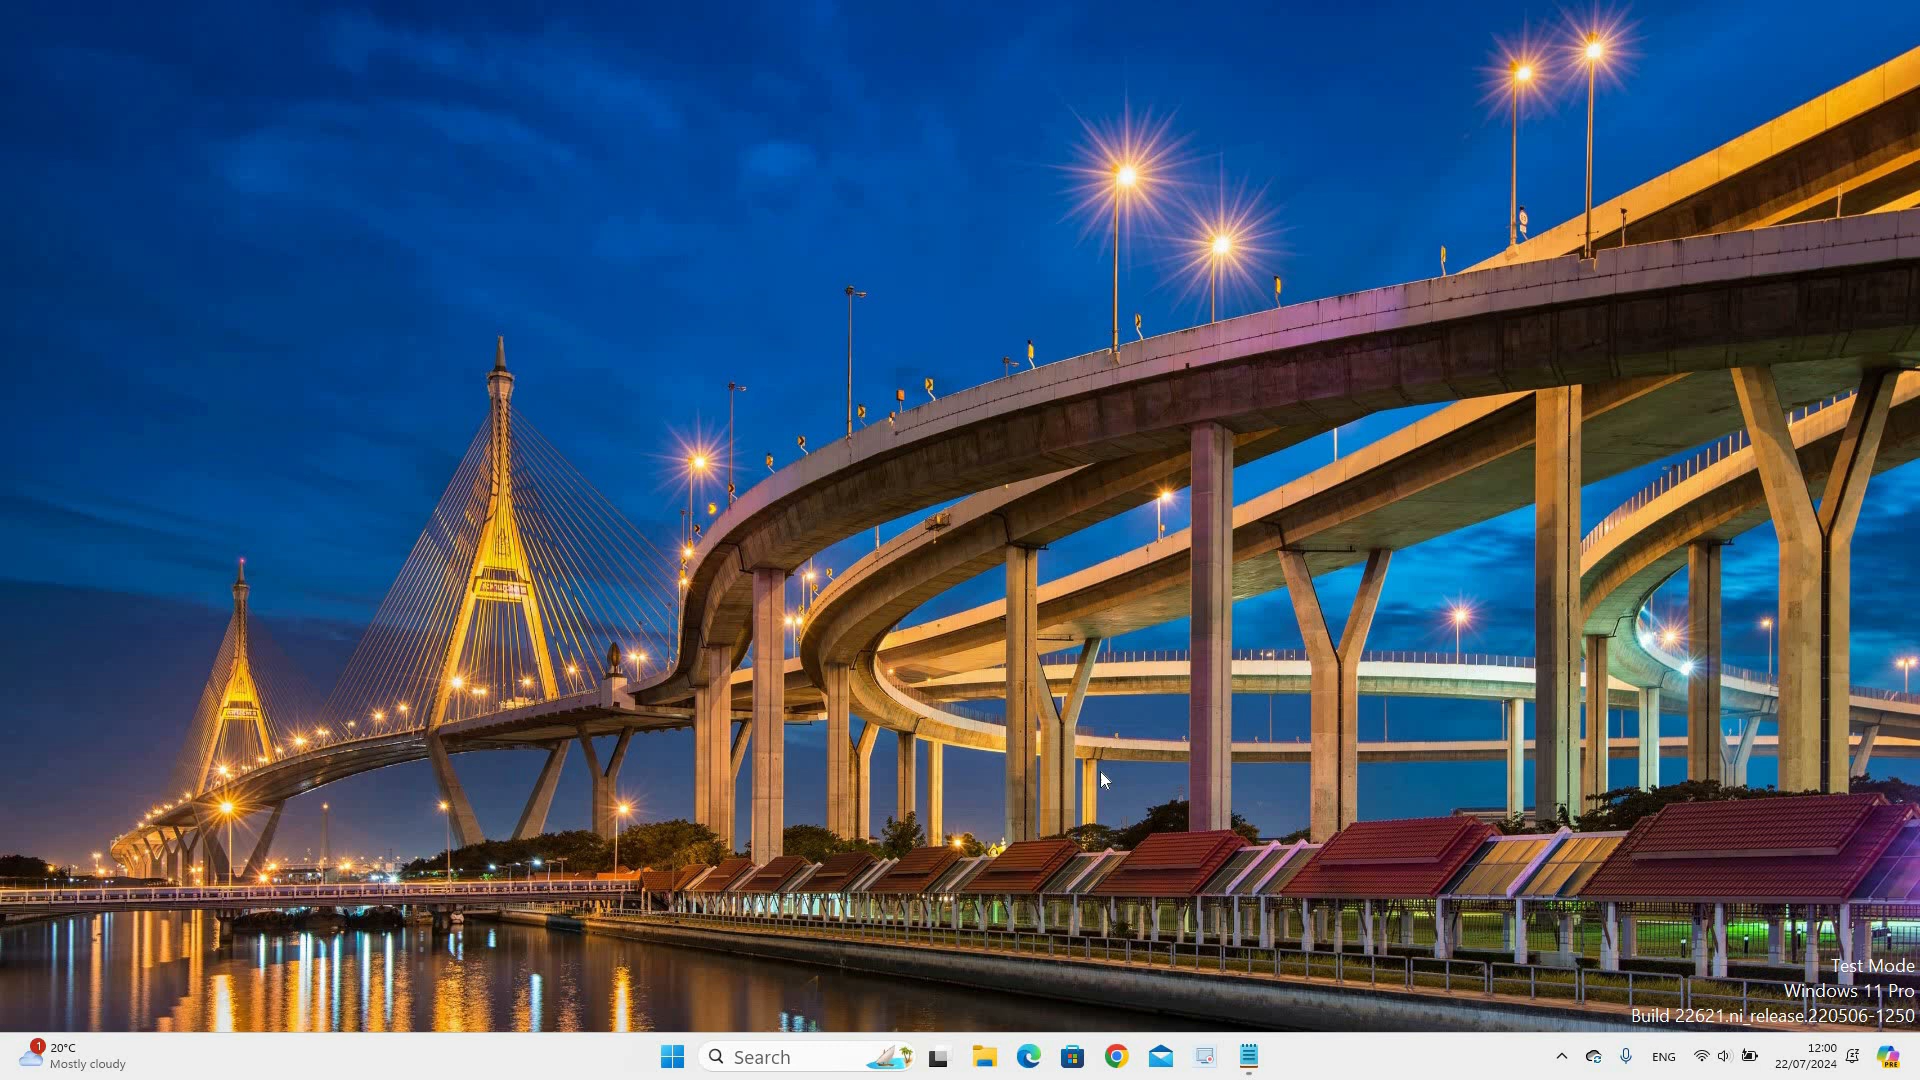 Test Mode
Windows 11 Pro
Build 22621.ni_release.220506-1250
1
20°C
Mostly cloudy
Search
PRE
ENG
12:00
22/07/2024